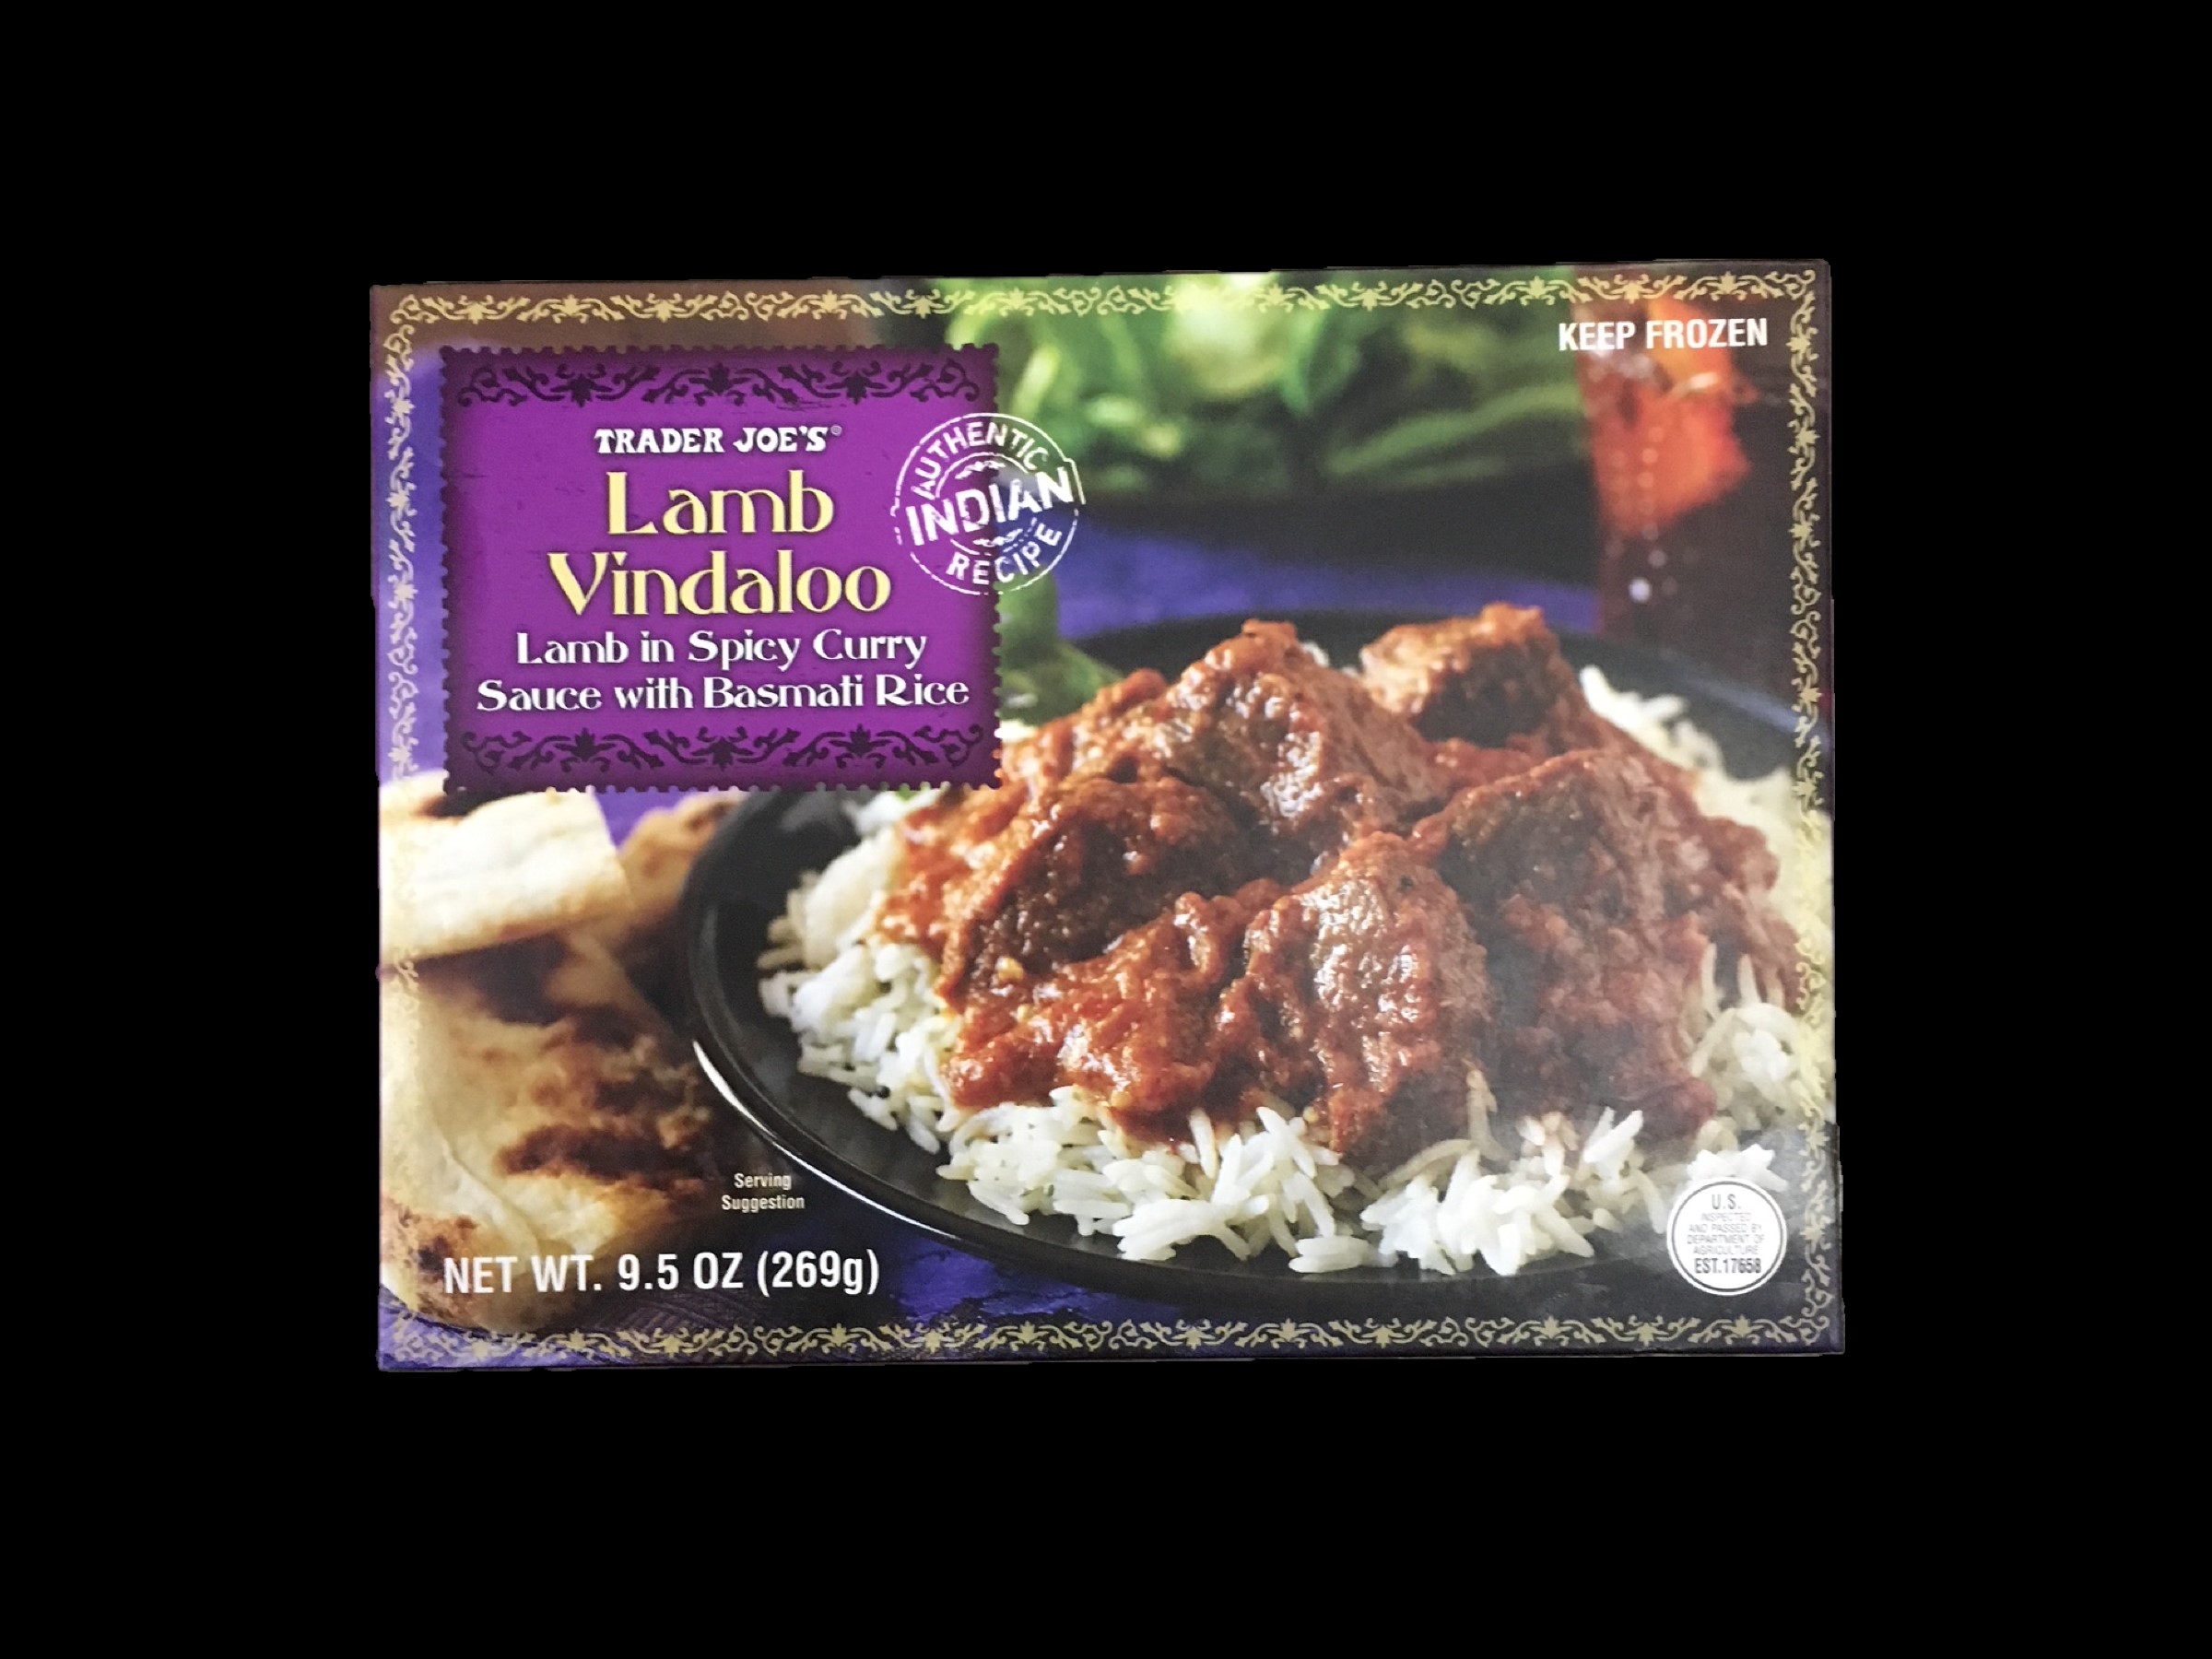 KEEP FROZEN
TRADER JOE'S®
Lamb
Vindaloo
Lamb in Spicy Curry
Sauce with Basmati Rice
AUTHENTIC
INDIAN
RECIPE
Serving
Suggestion
NET WT. 9.5 OZ (269g)
U.S.
INSPECTED
AND PASSED BY
DEPARTMENT OF
AGRICULTURE
EST.17658